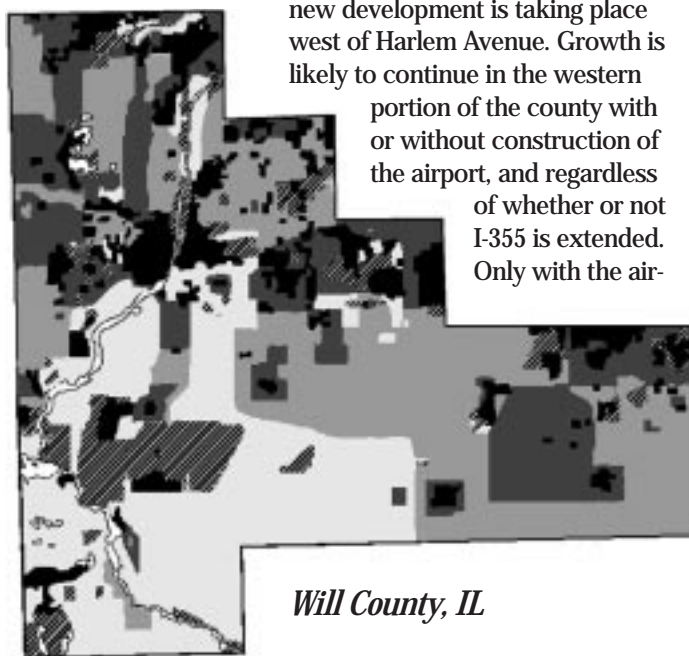 new development is taking place
west of Harlem Avenue. Growth is
likely to continue in the western
portion of the county with
or without construction of
the airport, and regardless
of whether or not
I-355 is extended.
Only with the air-
Will County, IL